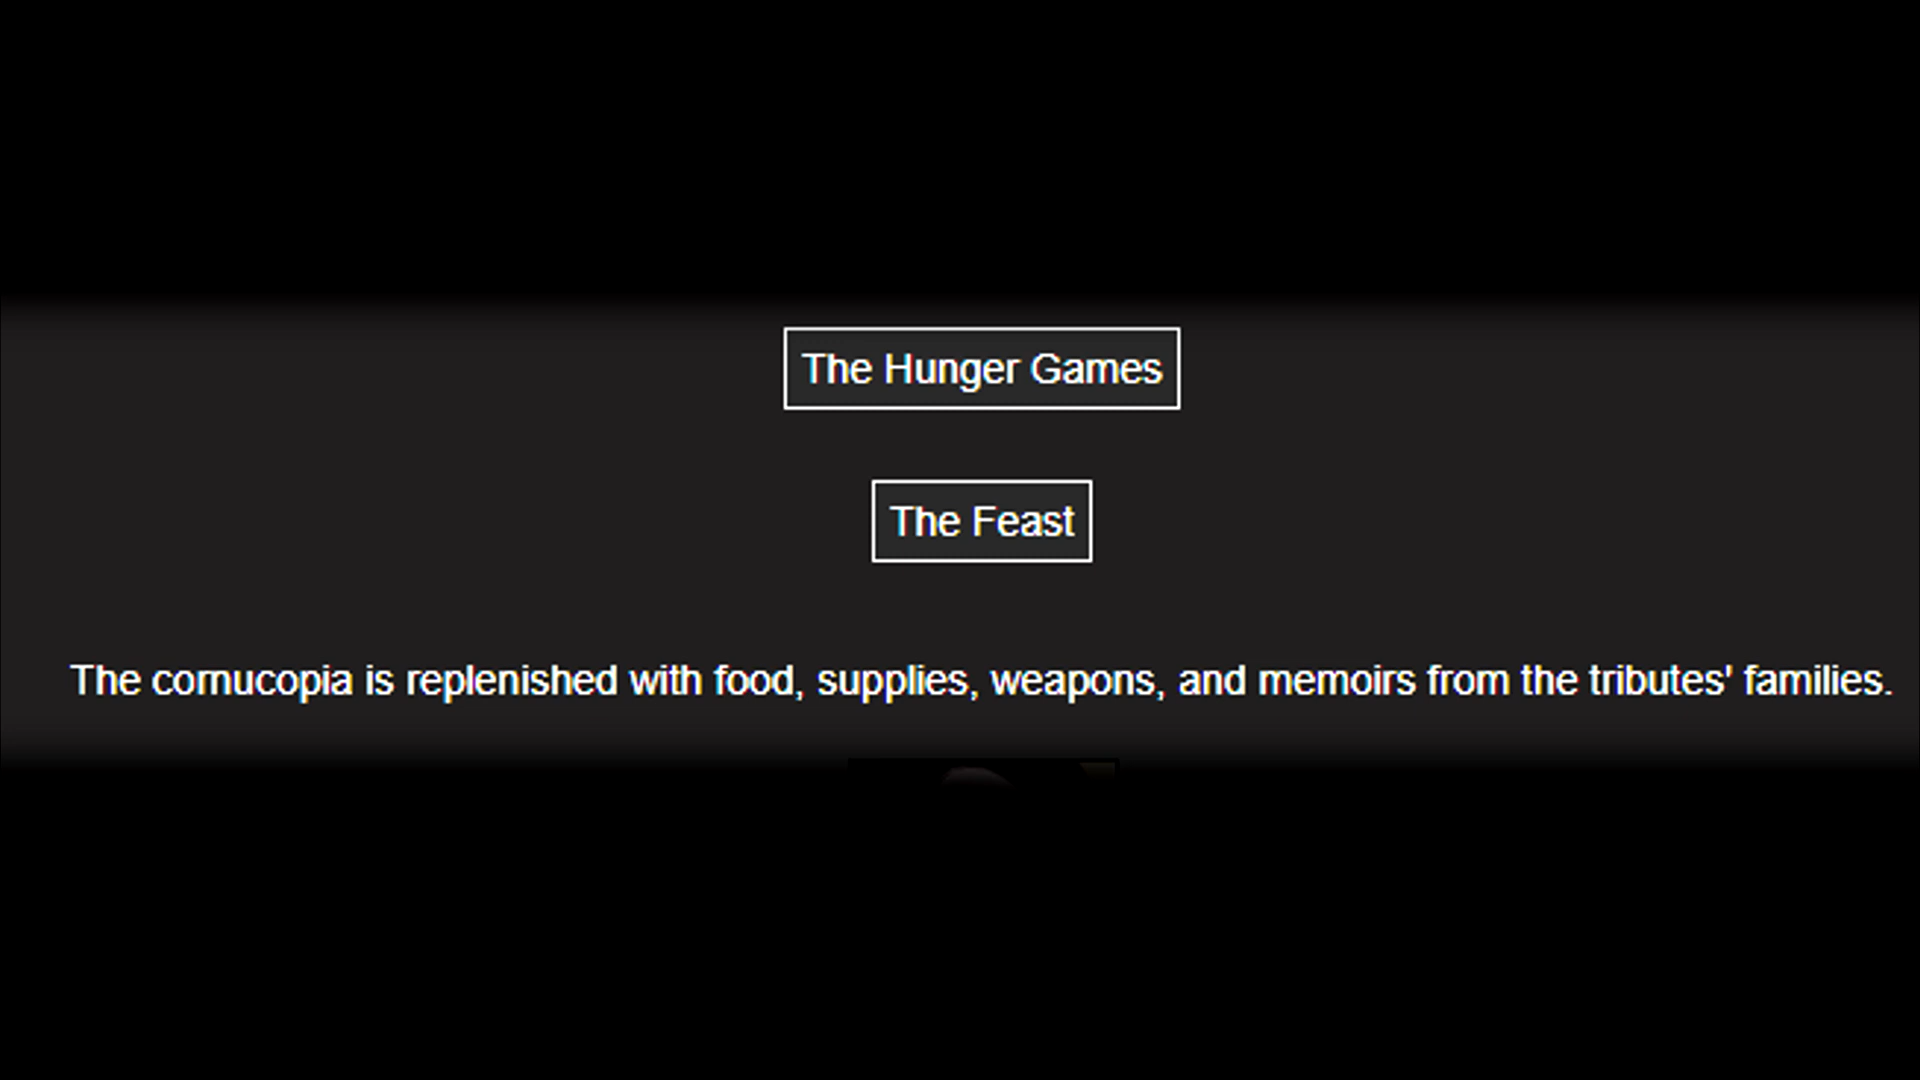 The Hunger Games
The Feast
The cornucopia is replenished with food, supplies, weapons, and memoirs from the tributes' families.